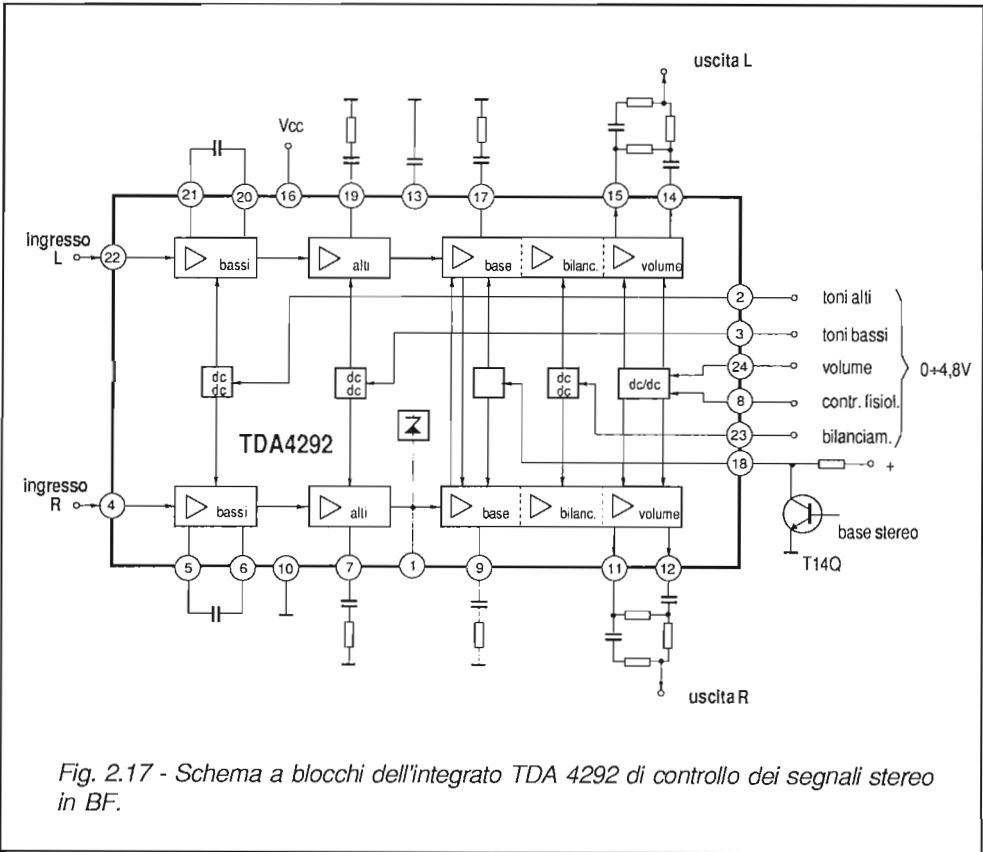 uscita L
Vcc
21
20
16
19
13
17
15
14
ingresso
L
22
bassi
alti
base
bilanc.
volume
2
toni alti
3
toni bassi
24
volume
8
contr. fisiol.
23
bilanciam.
0÷4,8V
dc
dc
dc
dc
dc
dc
dc/dc
TDA4292
18
+
ingresso
R
4
bassi
alti
base
bilanc.
volume
base stereo
T14Q
5
6
10
7
1
9
11
12
uscita R
Fig. 2.17 - Schema a blocchi dell'integrato TDA 4292 di controllo dei segnali stereo
in BF.